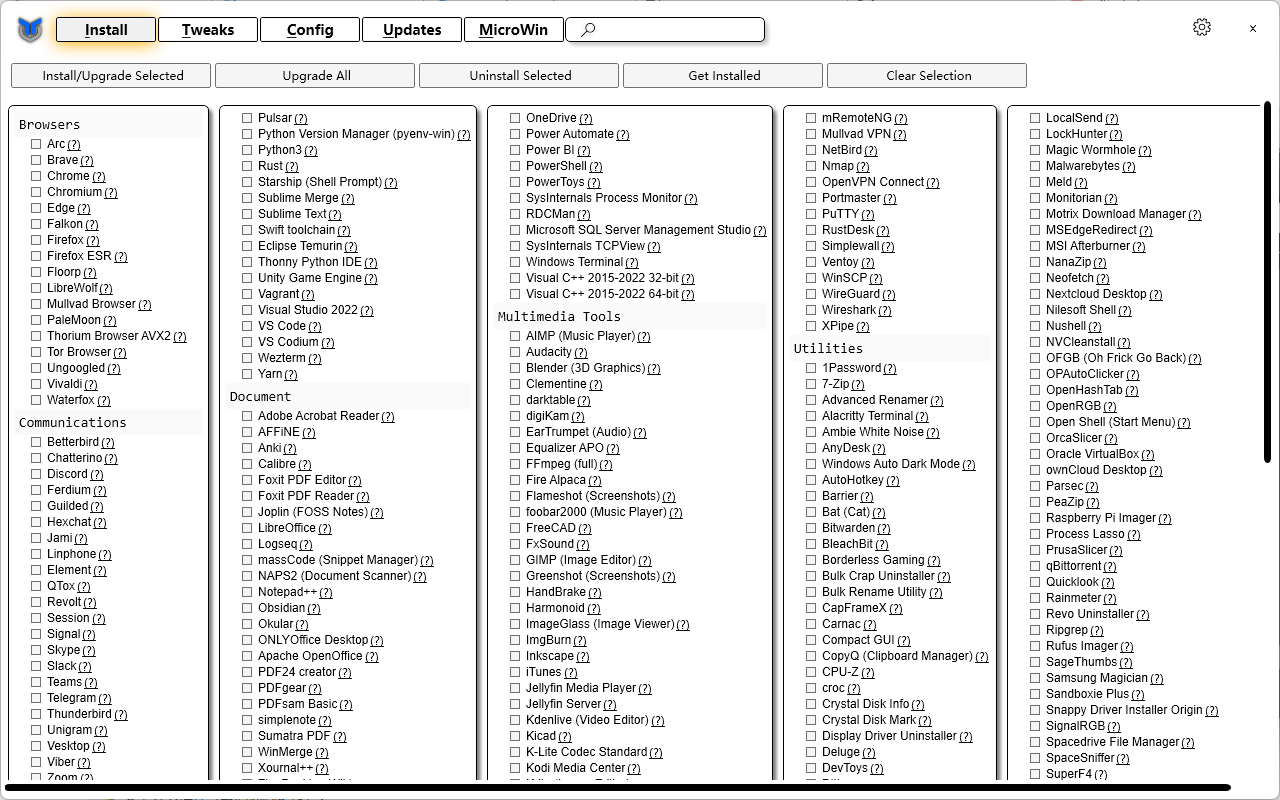 Install
Tweaks
Config
Updates
MicroWin
x
Install/Upgrade Selected
Upgrade All
Uninstall Selected
Get Installed
Clear Selection
Browsers
Arc (?)
Brave (?)
Chrome (?)
Chromium (?)
Edge (?)
Falkon (?)
Firefox (?)
Firefox ESR (?)
Floorp (?)
LibreWolf (?)
Mullvad Browser (?)
PaleMoon (?)
Thorium Browser AVX2 (?)
Tor Browser (?)
Ungoogled (?)
Vivaldi (?)
Waterfox (?)
Communications
Betterbird (?)
Chatterino (?)
Discord (?)
Ferdium (?)
Guilded (?)
Hexchat (?)
Jami (?)
Linphone (?)
Element (?)
QTox (?)
Revolt (?)
Session (?)
Signal (?)
Skype (?)
Slack (?)
Teams (?)
Telegram (?)
Thunderbird (?)
Unigram (?)
Vesktop (?)
Viber (?)
Zoom (?)
Pulsar (?)
Python Version Manager (pyenv-win) (?)
Python3 (?)
Rust (?)
Starship (Shell Prompt) (?)
Sublime Merge (?)
Sublime Text (?)
Swift toolchain (?)
Eclipse Temurin (?)
Thonny Python IDE (?)
Unity Game Engine (?)
Vagrant (?)
Visual Studio 2022 (?)
VS Code (?)
VS Codium (?)
Wezterm (?)
Yarn (?)
Document
Adobe Acrobat Reader (?)
AFFiNE (?)
Anki (?)
Calibre (?)
Foxit PDF Editor (?)
Foxit PDF Reader (?)
Joplin (FOSS Notes) (?)
LibreOffice (?)
Logseq (?)
massCode (Snippet Manager) (?)
NAPS2 (Document Scanner) (?)
Notepad++ (?)
Obsidian (?)
Okular (?)
ONLYOffice Desktop (?)
Apache OpenOffice (?)
PDF24 creator (?)
PDFgear (?)
PDFsam Basic (?)
simplenote (?)
Sumatra PDF (?)
WinMerge (?)
Xournal++ (?)
OneDrive (?)
Power Automate (?)
Power BI (?)
PowerShell (?)
PowerToys (?)
SysInternals Process Monitor (?)
RDCMan (?)
Microsoft SQL Server Management Studio (?)
SysInternals TCPView (?)
Windows Terminal (?)
Visual C++ 2015-2022 32-bit (?)
Visual C++ 2015-2022 64-bit (?)
Multimedia Tools
AIMP (Music Player) (?)
Audacity (?)
Blender (3D Graphics) (?)
Clementine (?)
darktable (?)
digiKam (?)
EarTrumpet (Audio) (?)
Equalizer APO (?)
FFmpeg (full) (?)
Fire Alpaca (?)
Flameshot (Screenshots) (?)
foobar2000 (Music Player) (?)
FreeCAD (?)
FxSound (?)
GIMP (Image Editor) (?)
Greenshot (Screenshots) (?)
HandBrake (?)
Harmonoid (?)
ImageGlass (Image Viewer) (?)
ImgBurn (?)
Inkscape (?)
iTunes (?)
Jellyfin Media Player (?)
Jellyfin Server (?)
Kdenlive (Video Editor) (?)
Kicad (?)
K-Lite Codec Standard (?)
Kodi Media Center (?)
mRemoteNG (?)
Mullvad VPN (?)
NetBird (?)
Nmap (?)
OpenVPN Connect (?)
Portmaster (?)
PuTTY (?)
RustDesk (?)
Simplewall (?)
Ventoy (?)
WinSCP (?)
WireGuard (?)
Wireshark (?)
XPipe (?)
Utilities
1Password (?)
7-Zip (?)
Advanced Renamer (?)
Alacritty Terminal (?)
Ambie White Noise (?)
AnyDesk (?)
Windows Auto Dark Mode (?)
AutoHotkey (?)
Barrier (?)
Bat (Cat) (?)
Bitwarden (?)
BleachBit (?)
Borderless Gaming (?)
Bulk Crap Uninstaller (?)
Bulk Rename Utility (?)
CapFrameX (?)
Carnac (?)
Compact GUI (?)
CopyQ (Clipboard Manager) (?)
CPU-Z (?)
croc (?)
Crystal Disk Info (?)
Crystal Disk Mark (?)
Display Driver Uninstaller (?)
Deluge (?)
DevToys (?)
LocalSend (?)
LockHunter (?)
Magic Wormhole (?)
Malwarebytes (?)
Meld (?)
Monitorian (?)
Motrix Download Manager (?)
MSEdgeRedirect (?)
MSI Afterburner (?)
NanaZip (?)
Neofetch (?)
Nextcloud Desktop (?)
Nilesoft Shell (?)
Nushell (?)
NVCleanstall (?)
OFGB (Oh Frick Go Back) (?)
OPAutoClicker (?)
OpenHashTab (?)
OpenRGB (?)
Open Shell (Start Menu) (?)
OrcaSlicer (?)
Oracle VirtualBox (?)
ownCloud Desktop (?)
Parsec (?)
PeaZip (?)
Raspberry Pi Imager (?)
Process Lasso (?)
PrusaSlicer (?)
qBittorrent (?)
Quicklook (?)
Rainmeter (?)
Revo Uninstaller (?)
Ripgrep (?)
Rufus Imager (?)
SageThumbs (?)
Samsung Magician (?)
Sandboxie Plus (?)
Snappy Driver Installer Origin (?)
SignalRGB (?)
Spacedrive File Manager (?)
SpaceSniffer (?)
SuperF4 (?)